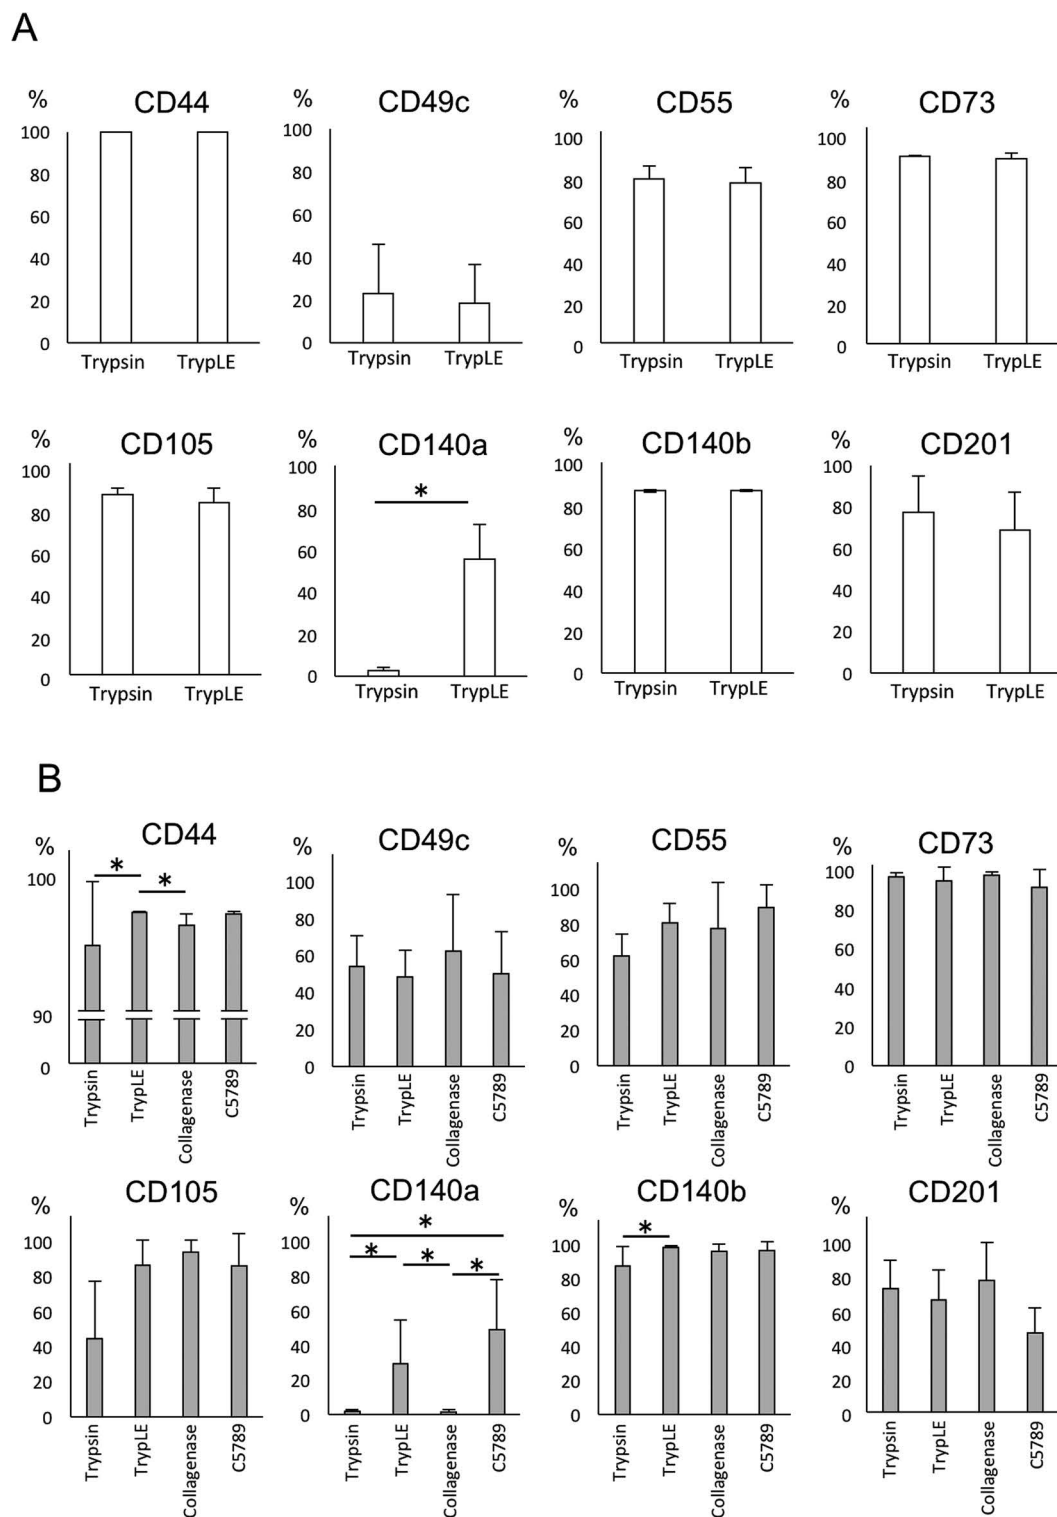 A
% CD44 % CD49c % CD55 % CD73
100 100 100 100
80 80 80 80
60 60 60 60
40 40 40 40
20 20 20 20
0 0 0 0
Trypsin TrypLE Trypsin TrypLE Trypsin TrypLE Trypsin TrypLE
% CD105 % CD140a % CD140b % CD201
100 100 100 100
80 * 80 80 80
60 60 60 60
40 40 40 40
20 20 20 20
0 0 0 0
Trypsin TrypLE Trypsin TrypLE Trypsin TrypLE Trypsin TrypLE
B
% CD44 % CD49c % CD55 % CD73
100 * * 100 100 100
80 80 80
60 60 60
40 40 40
90 20 20 20
0 0 0 0
Trypsin TrypLE Collagenase C5789 Trypsin TrypLE Collagenase C5789 Trypsin TrypLE Collagenase C5789 Trypsin TrypLE Collagenase C5789
% CD105 % CD140a % CD140b % CD201
* *
100 100 * * * 100 100
80 80 80 80
60 60 60 60
40 40 40 40
20 20 20 20
0 0 0 0
Trypsin TrypLE Collagenase C5789 Trypsin TrypLE Collagenase C5789 Trypsin TrypLE Collagenase C5789 Trypsin TrypLE Collagenase C5789